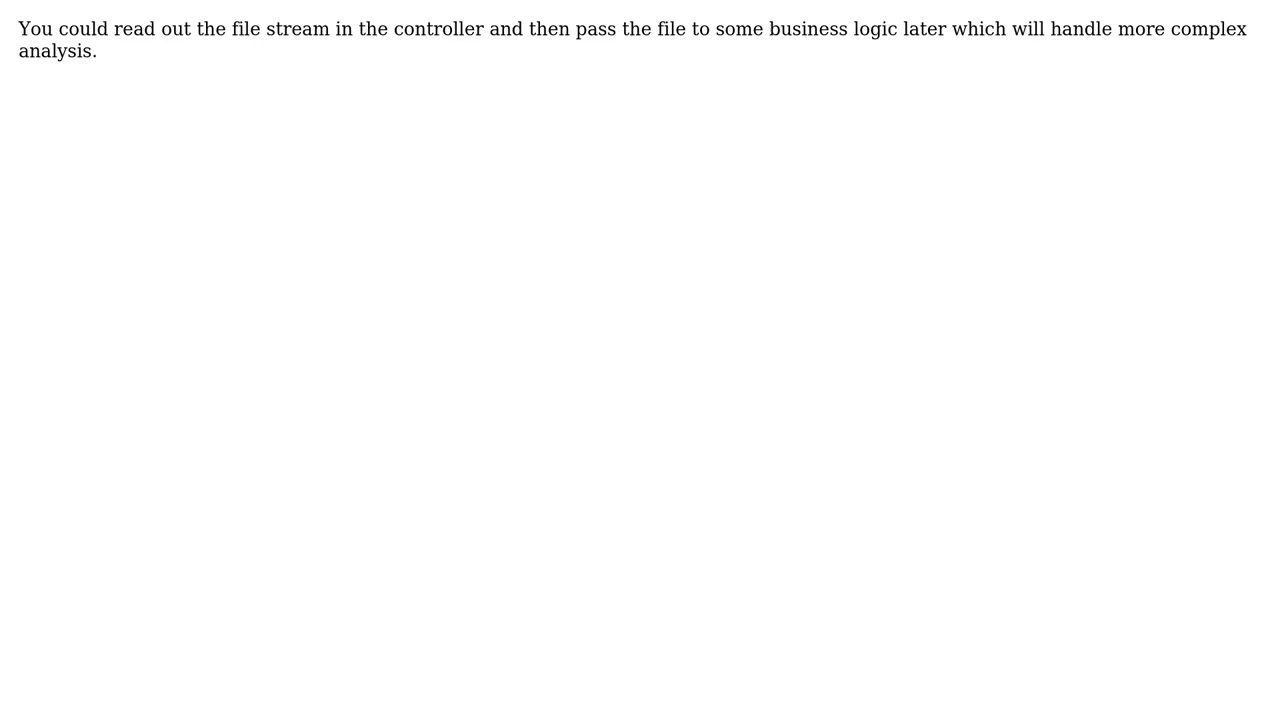 You could read out the file stream in the controller and then pass the file to some business logic later which will handle more complex
analysis.